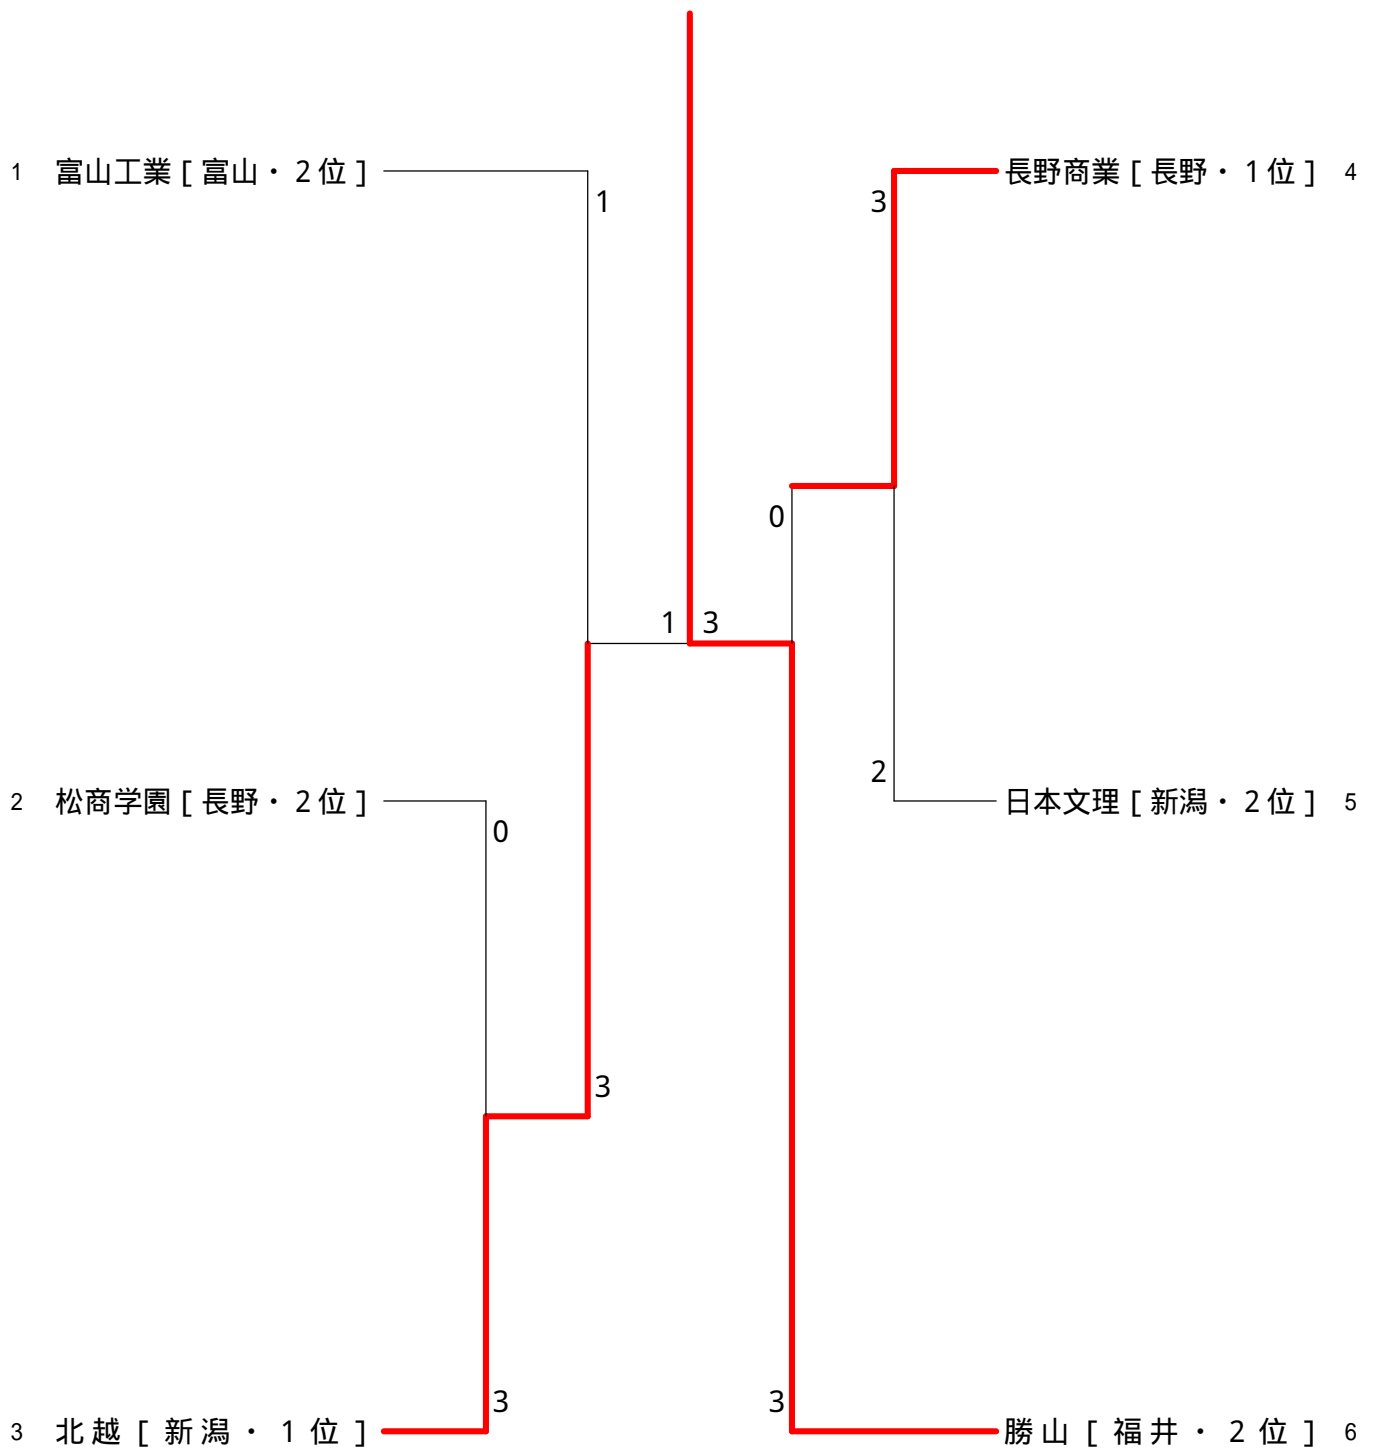 1 富山工業 [ 富山・ 2 位 ]
1
3
長野商業 [ 長野・ 1 位 ] 4
0
1 3
2 松商学園 [ 長野・ 2 位 ]
0
2
日本文理 [ 新潟・ 2 位 ] 5
3
3 北越 [ 新潟・ 1 位 ]
3
3
勝山 [ 福井・ 2 位 ] 6